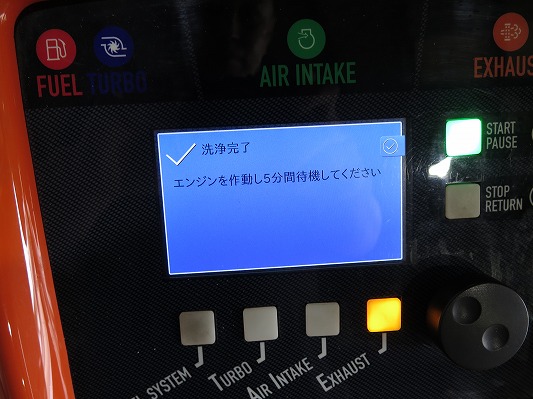 FUEL
TURBO
AIR INTAKE
EXHAUS
洗浄完了
エンジンを作動し5分間待機してください
START
PAUSE
STOP
RETURN
SYSTEM
TURBO
AIR INTAKE
EXHAUST